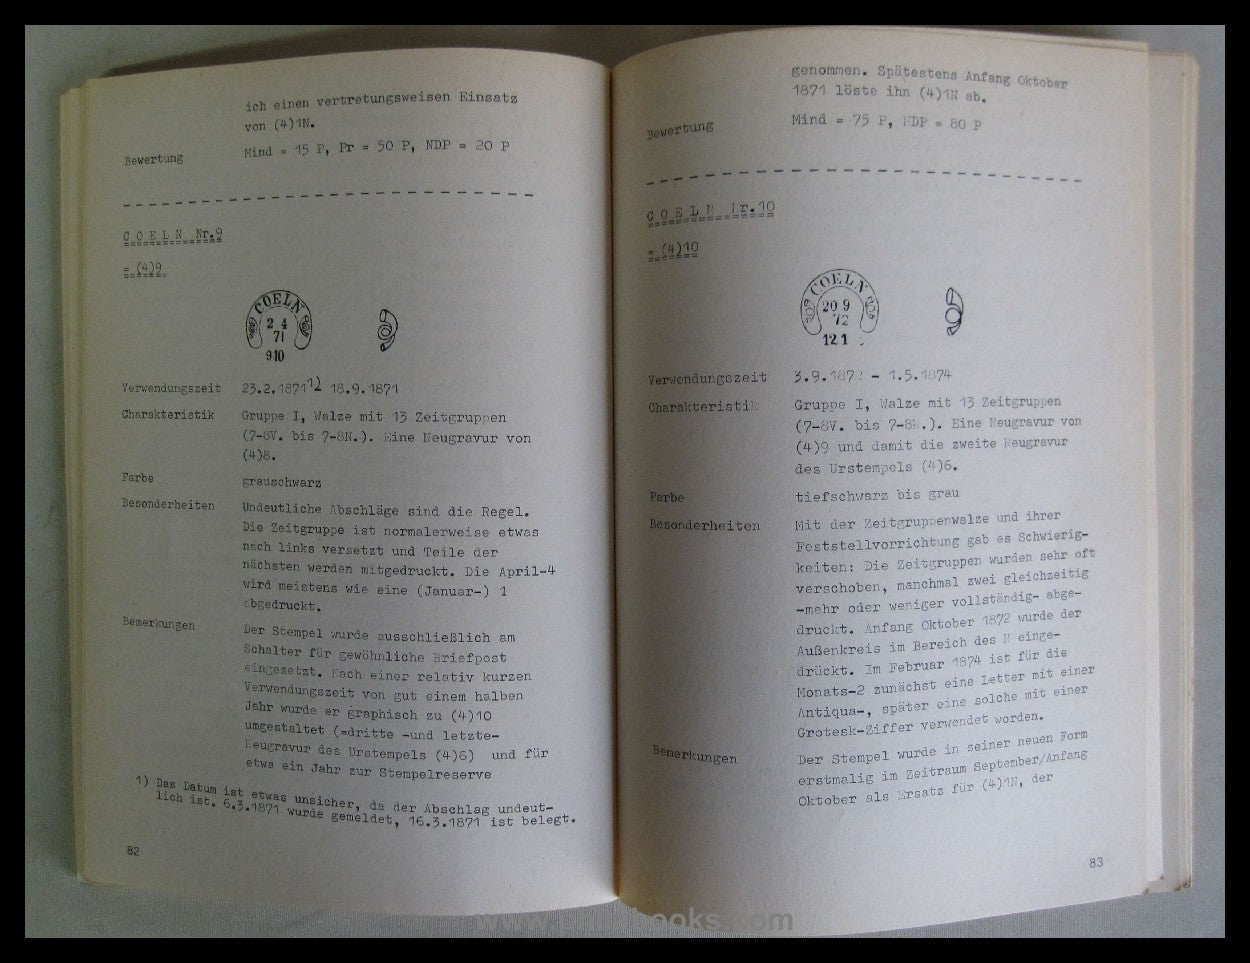 ich einen vertretungsweisen Einsatz
von (4)1N.
Bewertung Mind = 15 P, Pr = 50 P, NDP = 20 P
C O E L N Nr.9
= (4)9
COELN
2 4
71
9-10
Verwendungszeit 23.2.1871 1) 18.9.1871
Charakteristik Gruppe I, Walze mit 13 Zeitgruppen
(7-8V. bis 7-8N.). Eine Neugravur von
(4)8.
Farbe grauschwarz
Besonderheiten Undeutliche Abschläge sind die Regel.
Die Zeitgruppe ist normalerweise etwas
nach links versetzt und Teile der
nächsten werden mitgedruckt. Die April-4
wird meistens wie eine (Januar-) 1
abgedruckt.
Bemerkungen Der Stempel wurde ausschließlich am
Schalter für gewöhnliche Briefpost
eingesetzt. Nach einer relativ kurzen
Verwendungszeit von gut einem halben
Jahr wurde er graphisch zu (4)10
umgestaltet (=dritte -und letzte-
Neugravur des Urstempels (4)6) und für
etwa ein Jahr zur Stempelreserve
1) Das Datum ist etwas unsicher, da der Abschlag undeut-
lich ist. 6.3.1871 wurde gemeldet, 16.3.1871 ist belegt.
82
genommen. Spätestens Anfang Oktober
1871 löste ihn (4)1N ab.
Bewertung Mind = 75 P, NDP = 80 P
C O E L N Nr.10
= (4)10
COELN
20 9
72
12 1
Verwendungszeit 3.9.1872 - 1.5.1874
Charakteristik Gruppe I, Walze mit 13 Zeitgruppen
(7-8V. bis 7-8N.). Eine Neugravur von
(4)9 und damit die zweite Neugravur
des Urstempels (4)6.
Farbe tiefschwarz bis grau
Besonderheiten Mit der Zeitgruppenwalze und ihrer
Feststellvorrichtung gab es Schwierig-
keiten: Die Zeitgruppen wurden sehr oft
verschoben, manchmal zwei gleichzeitig
-mehr oder weniger vollständig- abge-
druckt. Anfang Oktober 1872 wurde der
Außenkreis im Bereich des N einge-
drückt. Im Februar 1874 ist für die
Monats-2 zunächst eine Letter mit einer
Antiqua-, später eine solche mit einer
Grotesk-Ziffer verwendet worden.
Bemerkungen Der Stempel wurde in seiner neuen Form
erstmalig im Zeitraum September/Anfang
Oktober als Ersatz für (4)1N, der
83